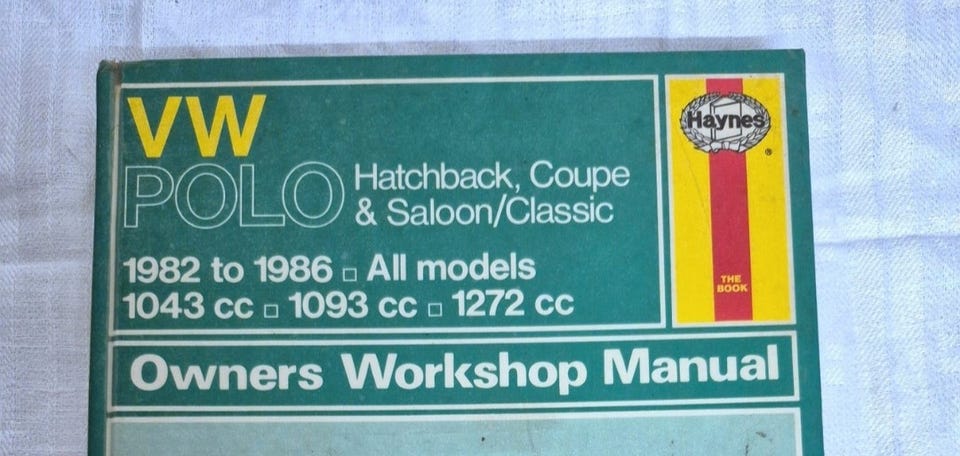 VW
POLO
Hatchback, Coupe
& Saloon/Classic
1982 to 1986 □ All models
1043 cc □ 1093 cc □ 1272 cc
Haynes
®
THE
BOOK
Owners Workshop Manual